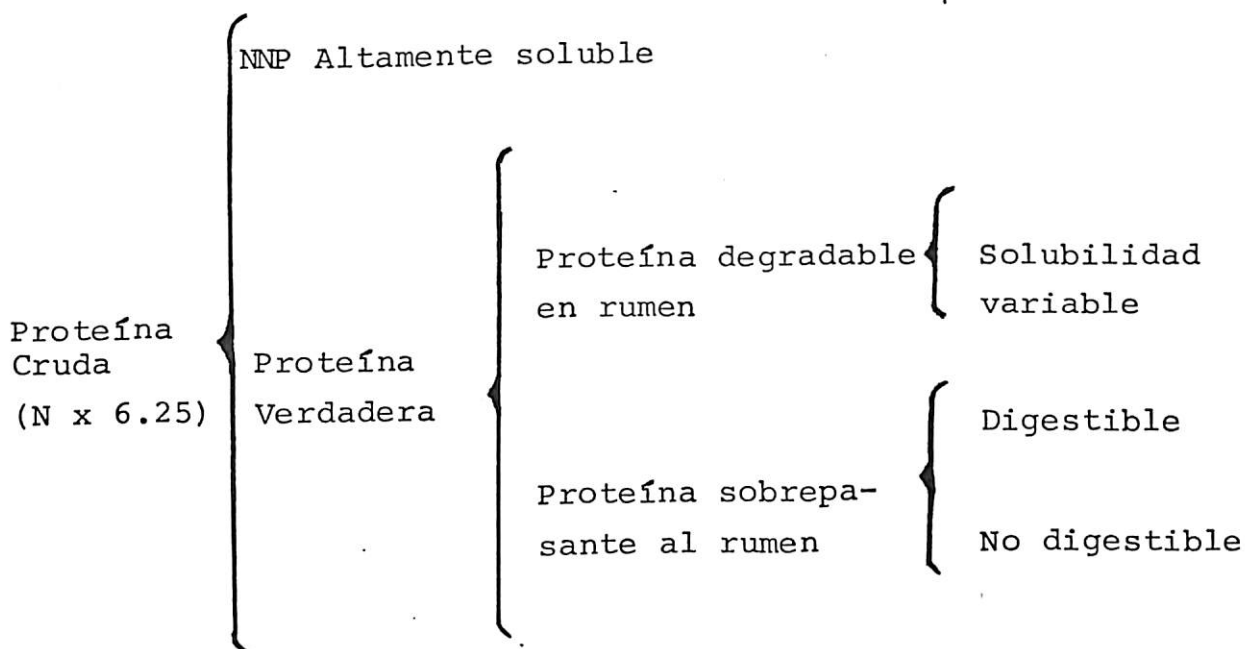 NNP Altamente soluble
Proteína
Cruda
(N x 6.25)
Proteína
Verdadera
Proteína degradable
en rumen
Solubilidad
variable
Proteína sobrepa-
sante al rumen
Digestible
No digestible